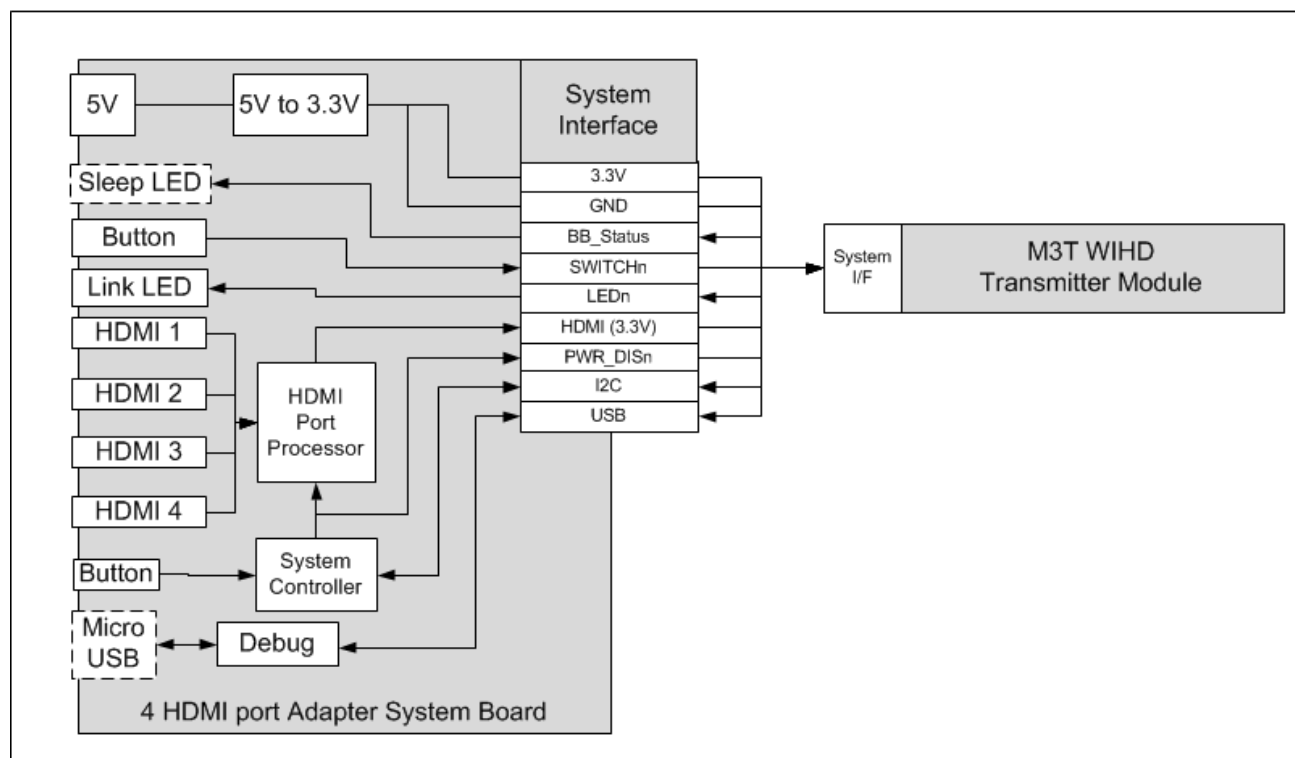 5V
5V to 3.3V
System
Interface
Sleep LED
Button
Link LED
HDMI 1
HDMI 2
HDMI 3
HDMI 4
Button
Micro
USB
HDMI
Port
Processor
System
Controller
Debug
3.3V
GND
BB_Status
SWITCHn
LEDn
HDMI (3.3V)
PWR_DISn
I2C
USB
System
I/F
M3T WIHD
Transmitter Module
4 HDMI port Adapter System Board